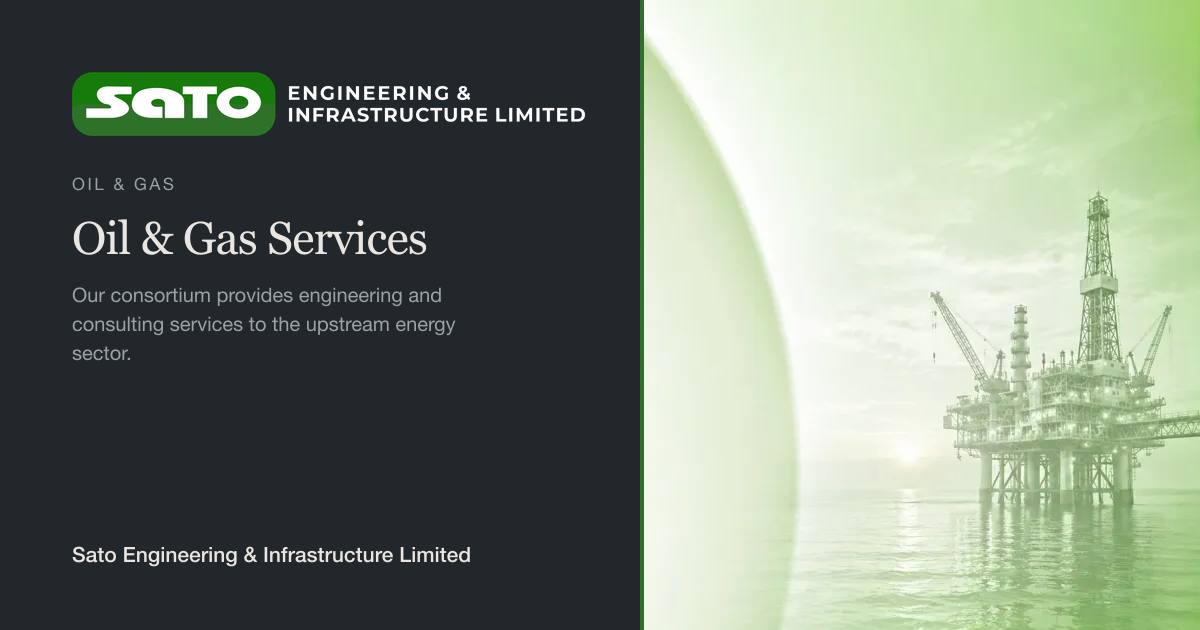 SATO ENGINEERING &
INFRASTRUCTURE LIMITED
OIL & GAS
Oil & Gas Services
Our consortium provides engineering and
consulting services to the upstream energy
sector.
Sato Engineering & Infrastructure Limited